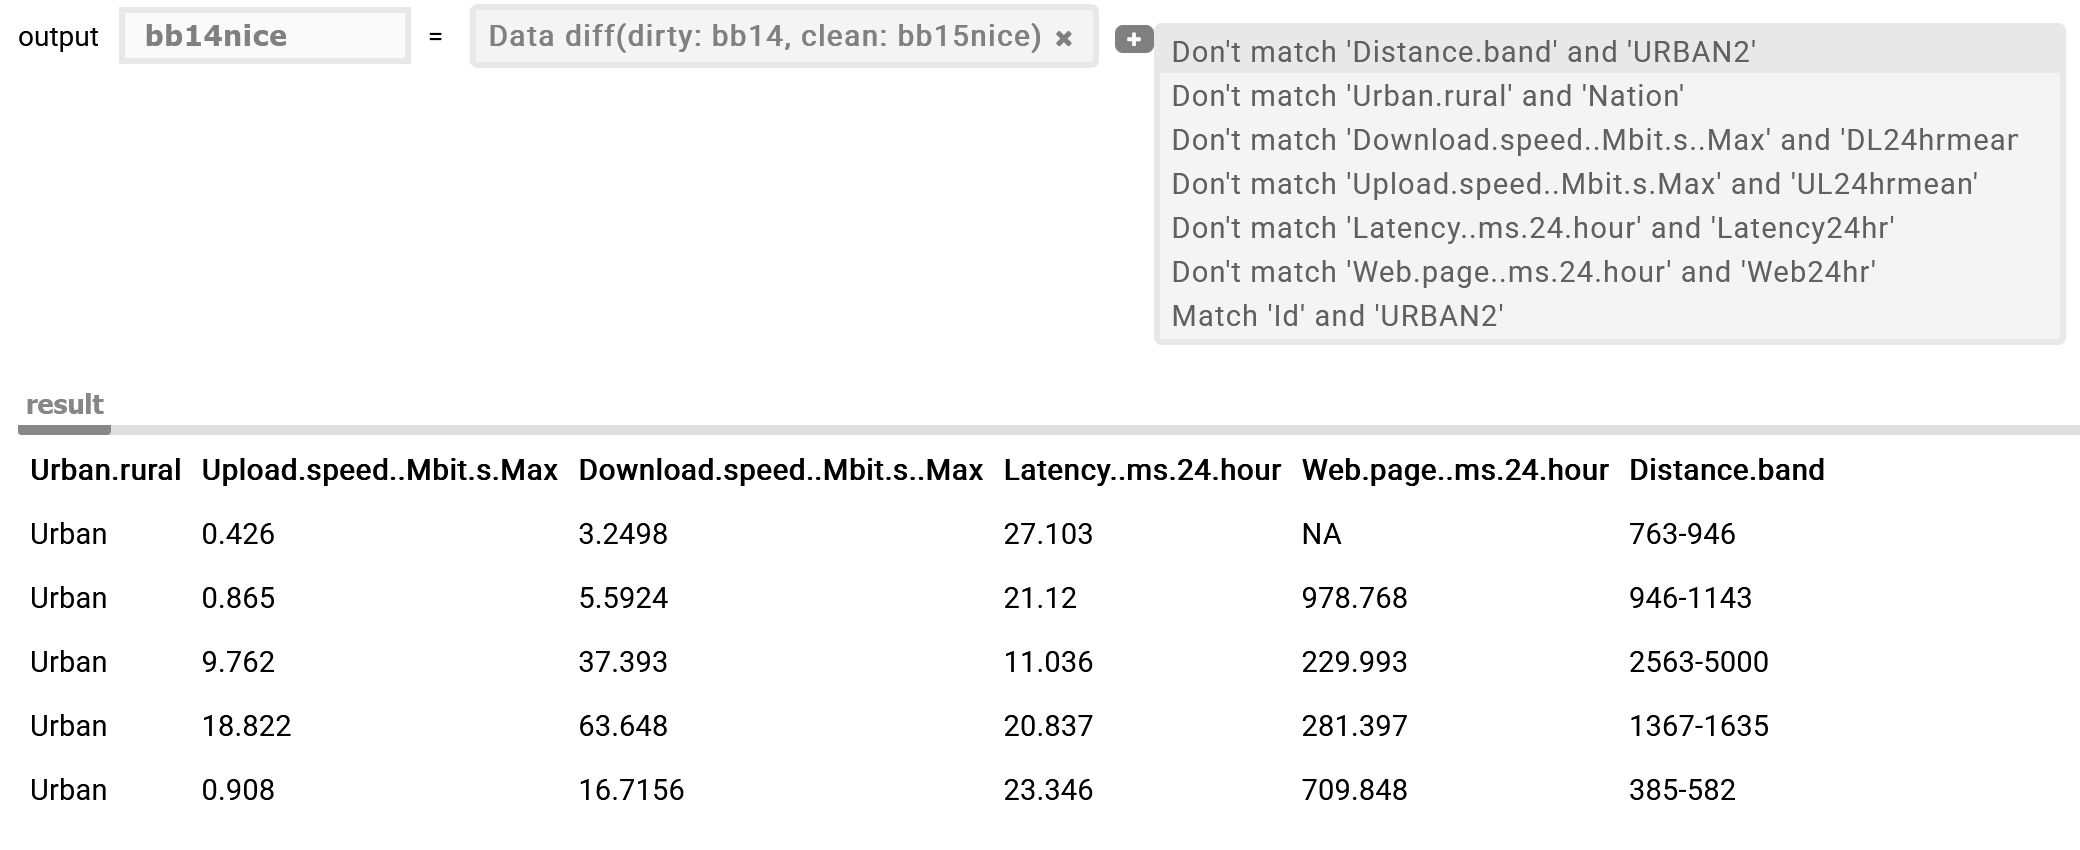 output bb14nice = Data diff(dirty: bb14, clean: bb15nice) ✖ +
Don't match 'Distance.band' and 'URBAN2'
Don't match 'Urban.rural' and 'Nation'
Don't match 'Download.speed..Mbit.s..Max' and 'DL24hrmean
Don't match 'Upload.speed..Mbit.s.Max' and 'UL24hrmean'
Don't match 'Latency..ms.24.hour' and 'Latency24hr'
Don't match 'Web.page..ms.24.hour' and 'Web24hr'
Match 'Id' and 'URBAN2'
result
Urban.rural Upload.speed..Mbit.s.Max Download.speed..Mbit.s..Max Latency..ms.24.hour Web.page..ms.24.hour Distance.band
Urban 0.426 3.2498 27.103 NA 763-946
Urban 0.865 5.5924 21.12 978.768 946-1143
Urban 9.762 37.393 11.036 229.993 2563-5000
Urban 18.822 63.648 20.837 281.397 1367-1635
Urban 0.908 16.7156 23.346 709.848 385-582